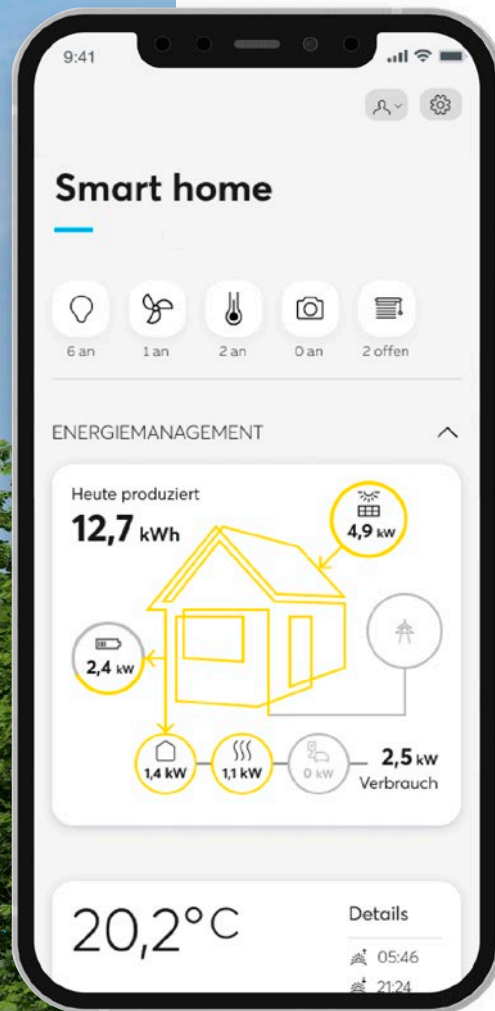 9:41
Smart home
6 an 1 an 2 an 0 an 2 offen
ENERGIEMANAGEMENT
Heute produziert
12,7 kWh
4,9 kW
2,4 kW
1,4 kW 1,1 kW 0 kW 2,5 kW
Verbrauch
20,2°C
Details
05:46
21:24